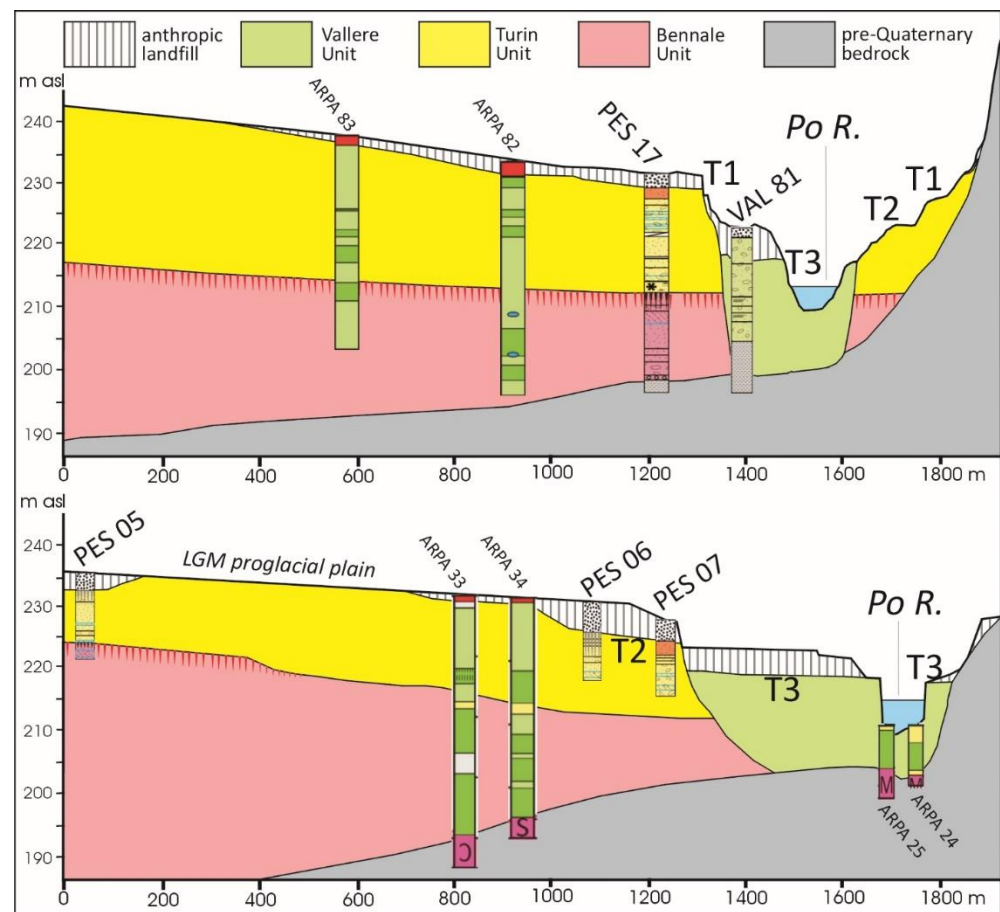 anthropic
landfill
Vallere
Unit
Turin
Unit
Bennale
Unit
pre-Quaternary
bedrock
m asl
240
230
220
210
200
190
ARPA 83
ARPA 82
PES 17
T1
VAL 81
Po R.
T3
T2
T1
*
0 200 400 600 800 1000 1200 1400 1600 1800 m
m asl
240
230
220
210
200
190
PES 05
LGM proglacial plain
ARPA 33
ARPA 34
PES 06
PES 07
T2
T3
Po R.
T3
C
S
M
M
ARPA 25
ARPA 24
0 200 400 600 800 1000 1200 1400 1600 1800 m